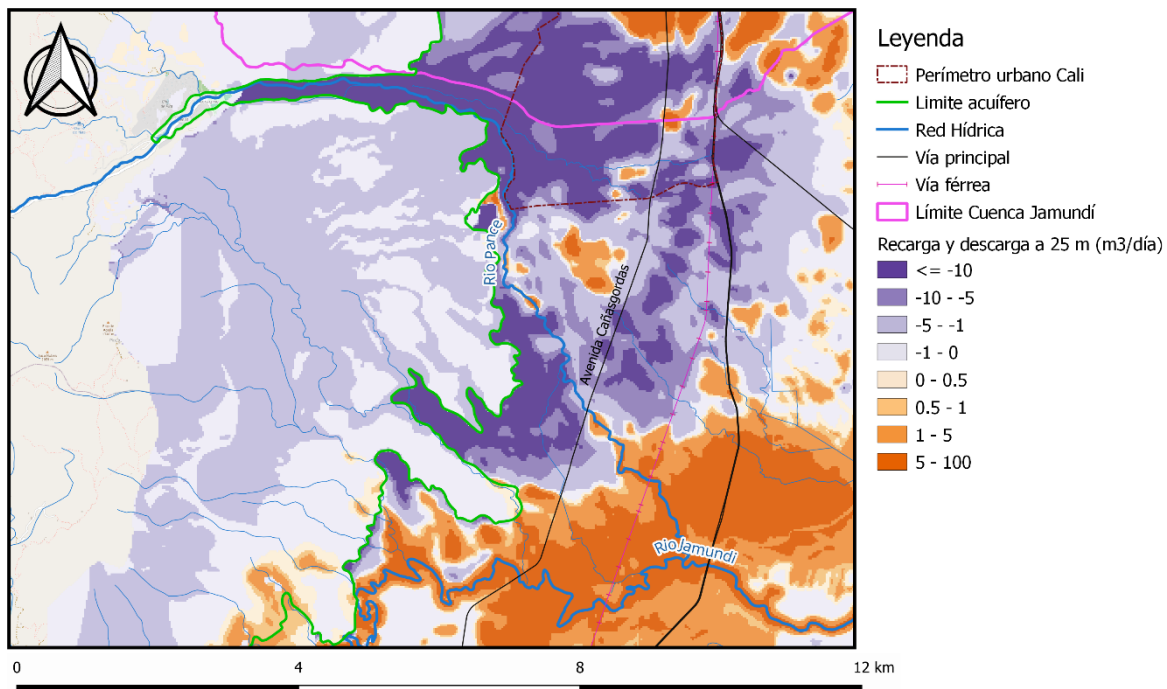 Leyenda
Perímetro urbano Cali
Limite acuífero
Red Hídrica
Vía principal
Vía férrea
Límite Cuenca Jamundí
Recarga y descarga a 25 m (m3/día)
<= -10
-10 - -5
-5 - -1
-1 - 0
0 - 0.5
0.5 - 1
1 - 5
5 - 100
Rio Pance
Avenida Cañasgordas
Rio Jamundi
0
4
8
12 km